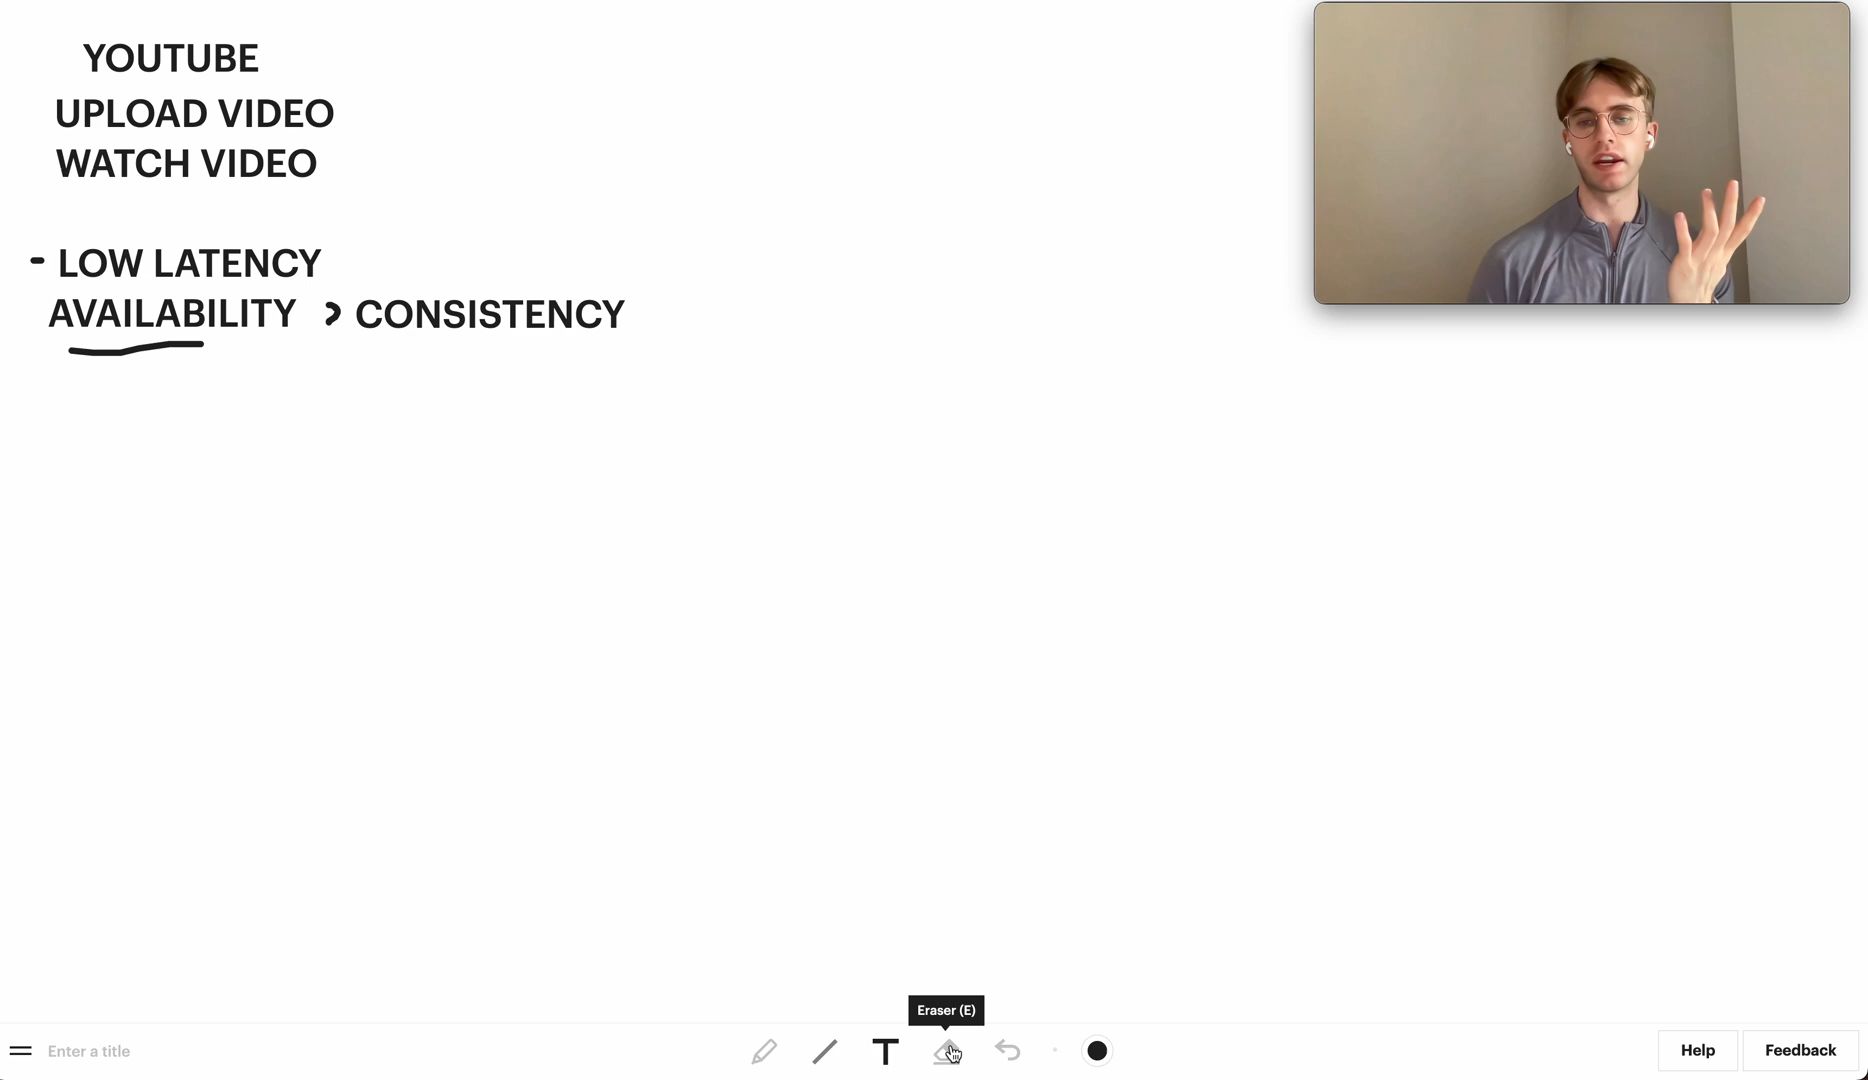 YOUTUBE
UPLOAD VIDEO
WATCH VIDEO
- LOW LATENCY
AVAILABILITY > CONSISTENCY
Eraser (E)
Enter a title
T
Help
Feedback